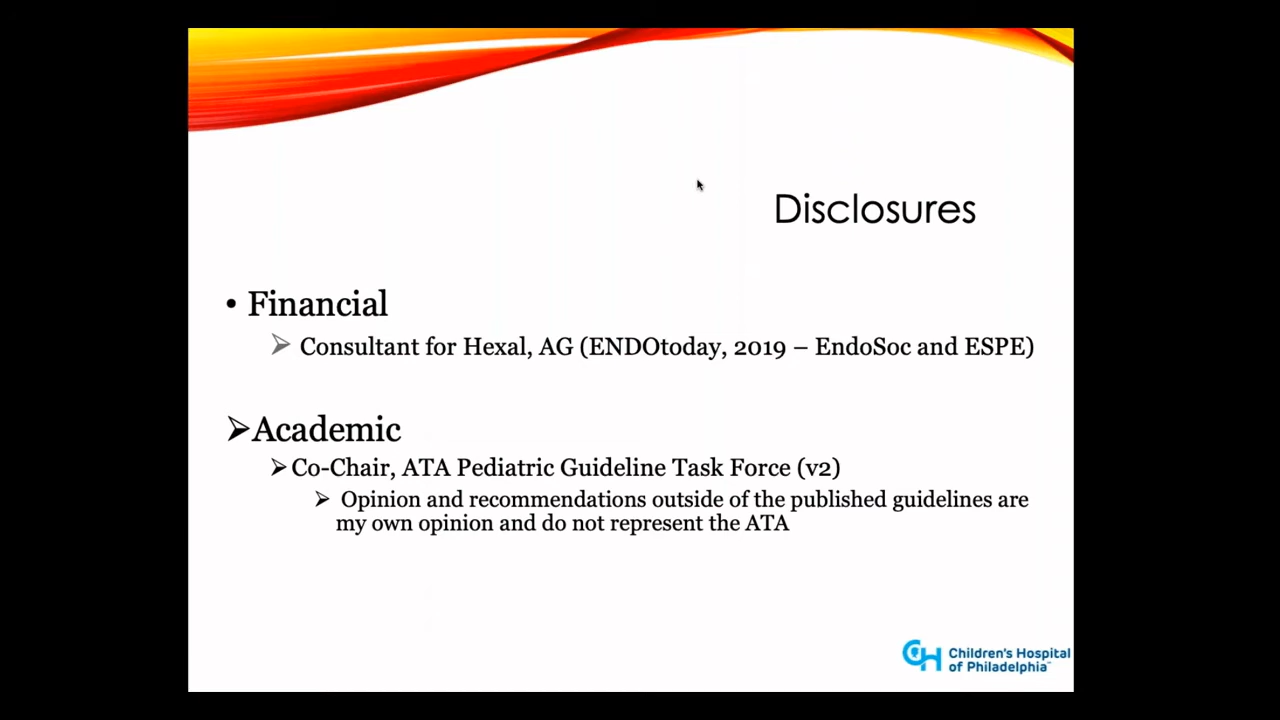 Disclosures
• Financial
➢ Consultant for Hexal, AG (ENDOtoday, 2019 – EndoSoc and ESPE)
➢Academic
➢Co-Chair, ATA Pediatric Guideline Task Force (v2)
➢ Opinion and recommendations outside of the published guidelines are
my own opinion and do not represent the ATA
CH Children's Hospital
of Philadelphia™